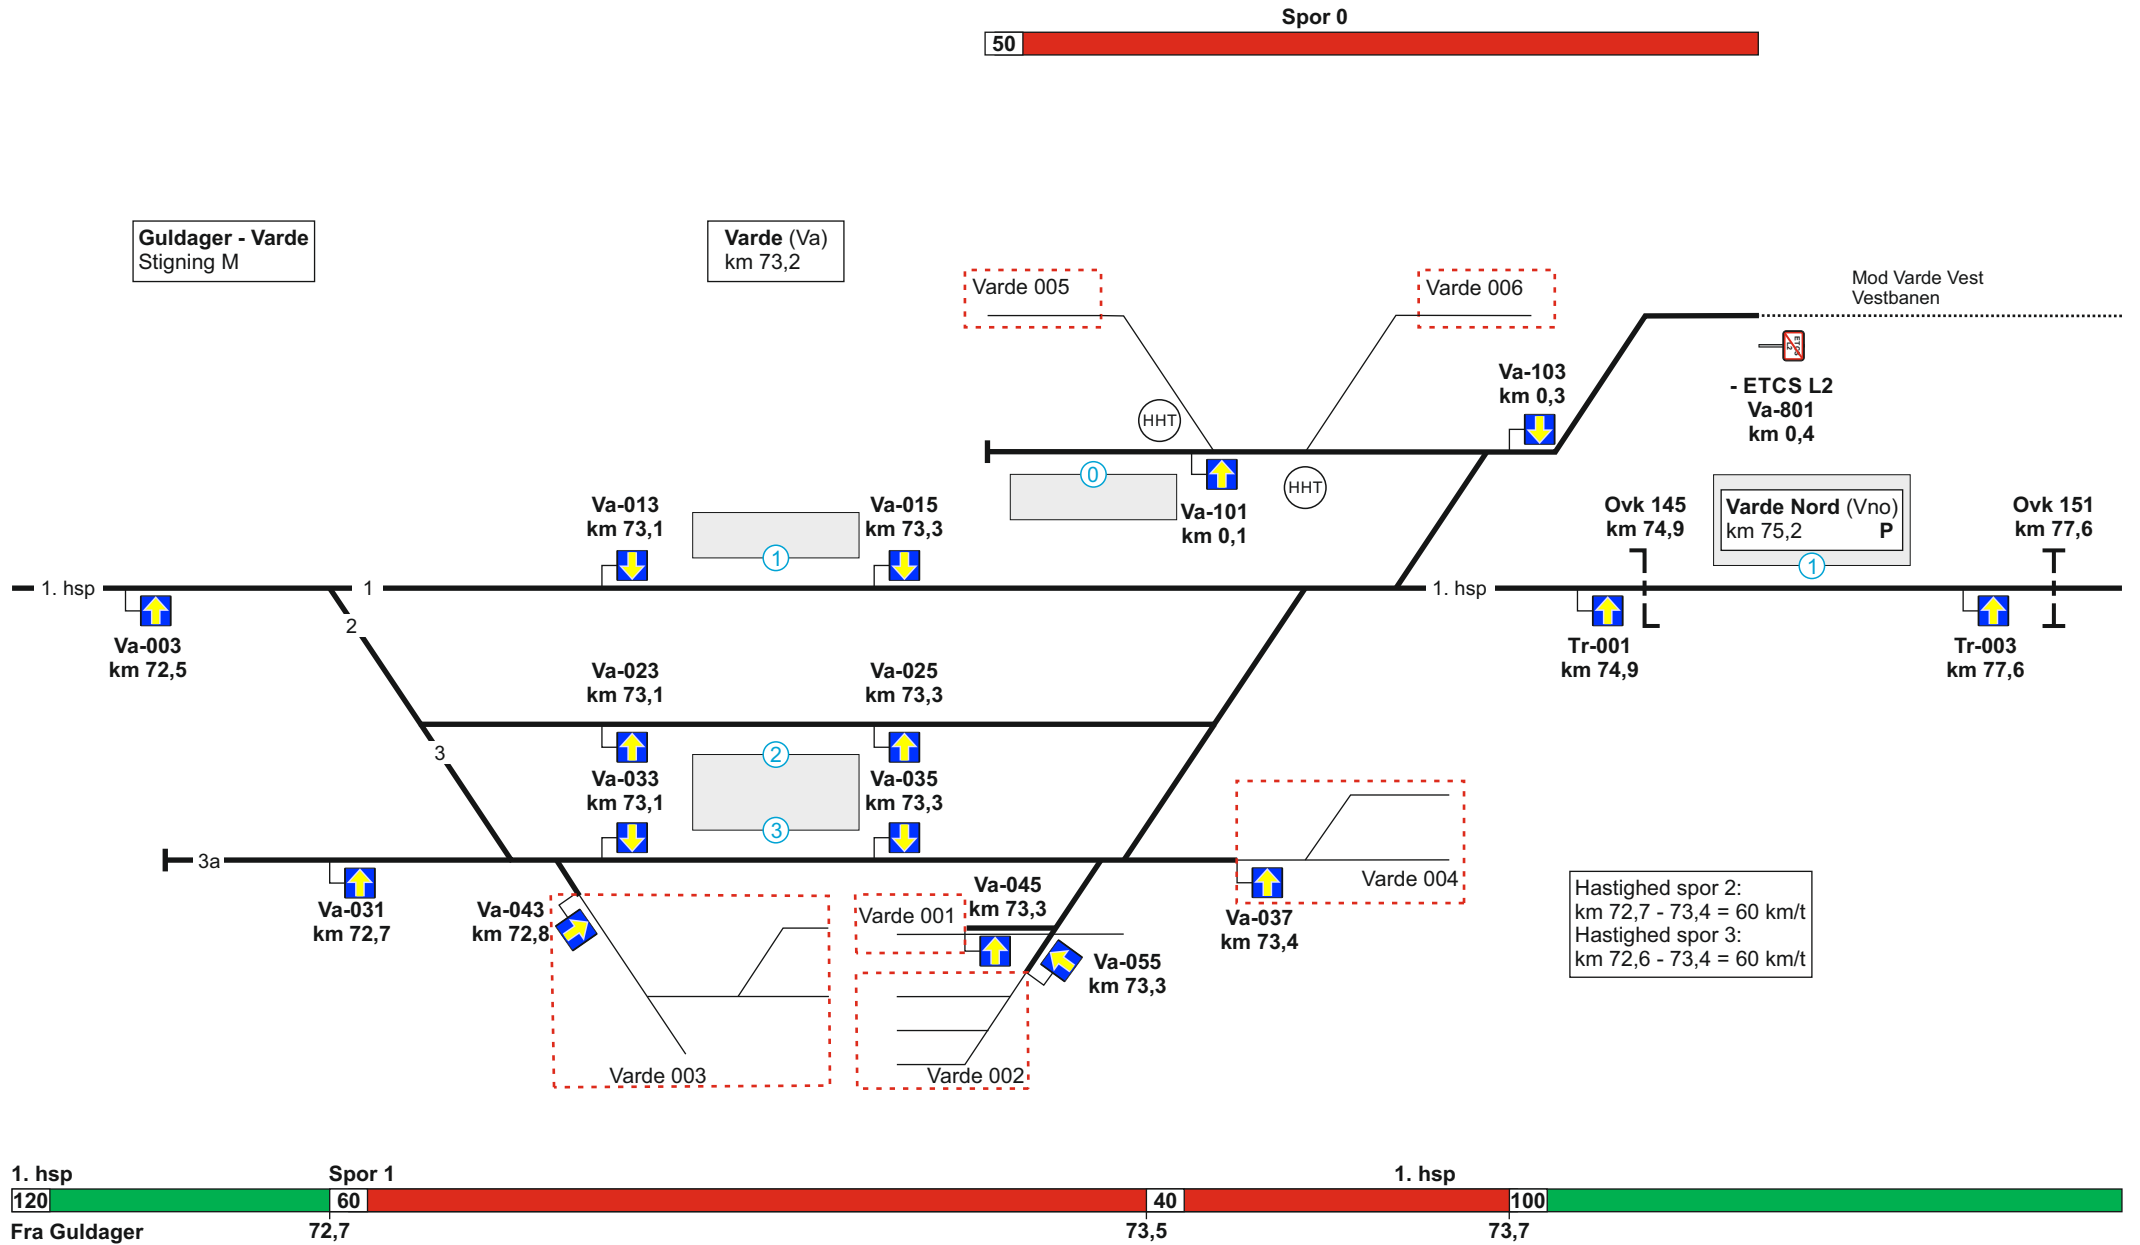 Spor 0
50
Guldager - Varde
Stigning M
Varde (Va)
km 73,2
Varde 005
Varde 006
Mod Varde Vest
Vestbanen
ETCS
L2
- ETCS L2
Va-801
km 0,4
Va-103
km 0,3
HHT
HHT
0
Va-101
km 0,1
Va-013
km 73,1
Va-015
km 73,3
1
Ovk 145
km 74,9
Varde Nord (Vno)
km 75,2 P
1
Ovk 151
km 77,6
1. hsp
1
1. hsp
2
Va-003
km 72,5
Tr-001
km 74,9
Tr-003
km 77,6
Va-023
km 73,1
Va-025
km 73,3
3
2
Va-033
km 73,1
Va-035
km 73,3
3
3a
Va-031
km 72,7
Va-043
km 72,8
Varde 001
Va-045
km 73,3
Varde 004
Va-037
km 73,4
Va-055
km 73,3
Hastighed spor 2:
km 72,7 - 73,4 = 60 km/t
Hastighed spor 3:
km 72,6 - 73,4 = 60 km/t
Varde 003
Varde 002
1. hsp
Spor 1
1. hsp
120
60
40
100
Fra Guldager
72,7
73,5
73,7